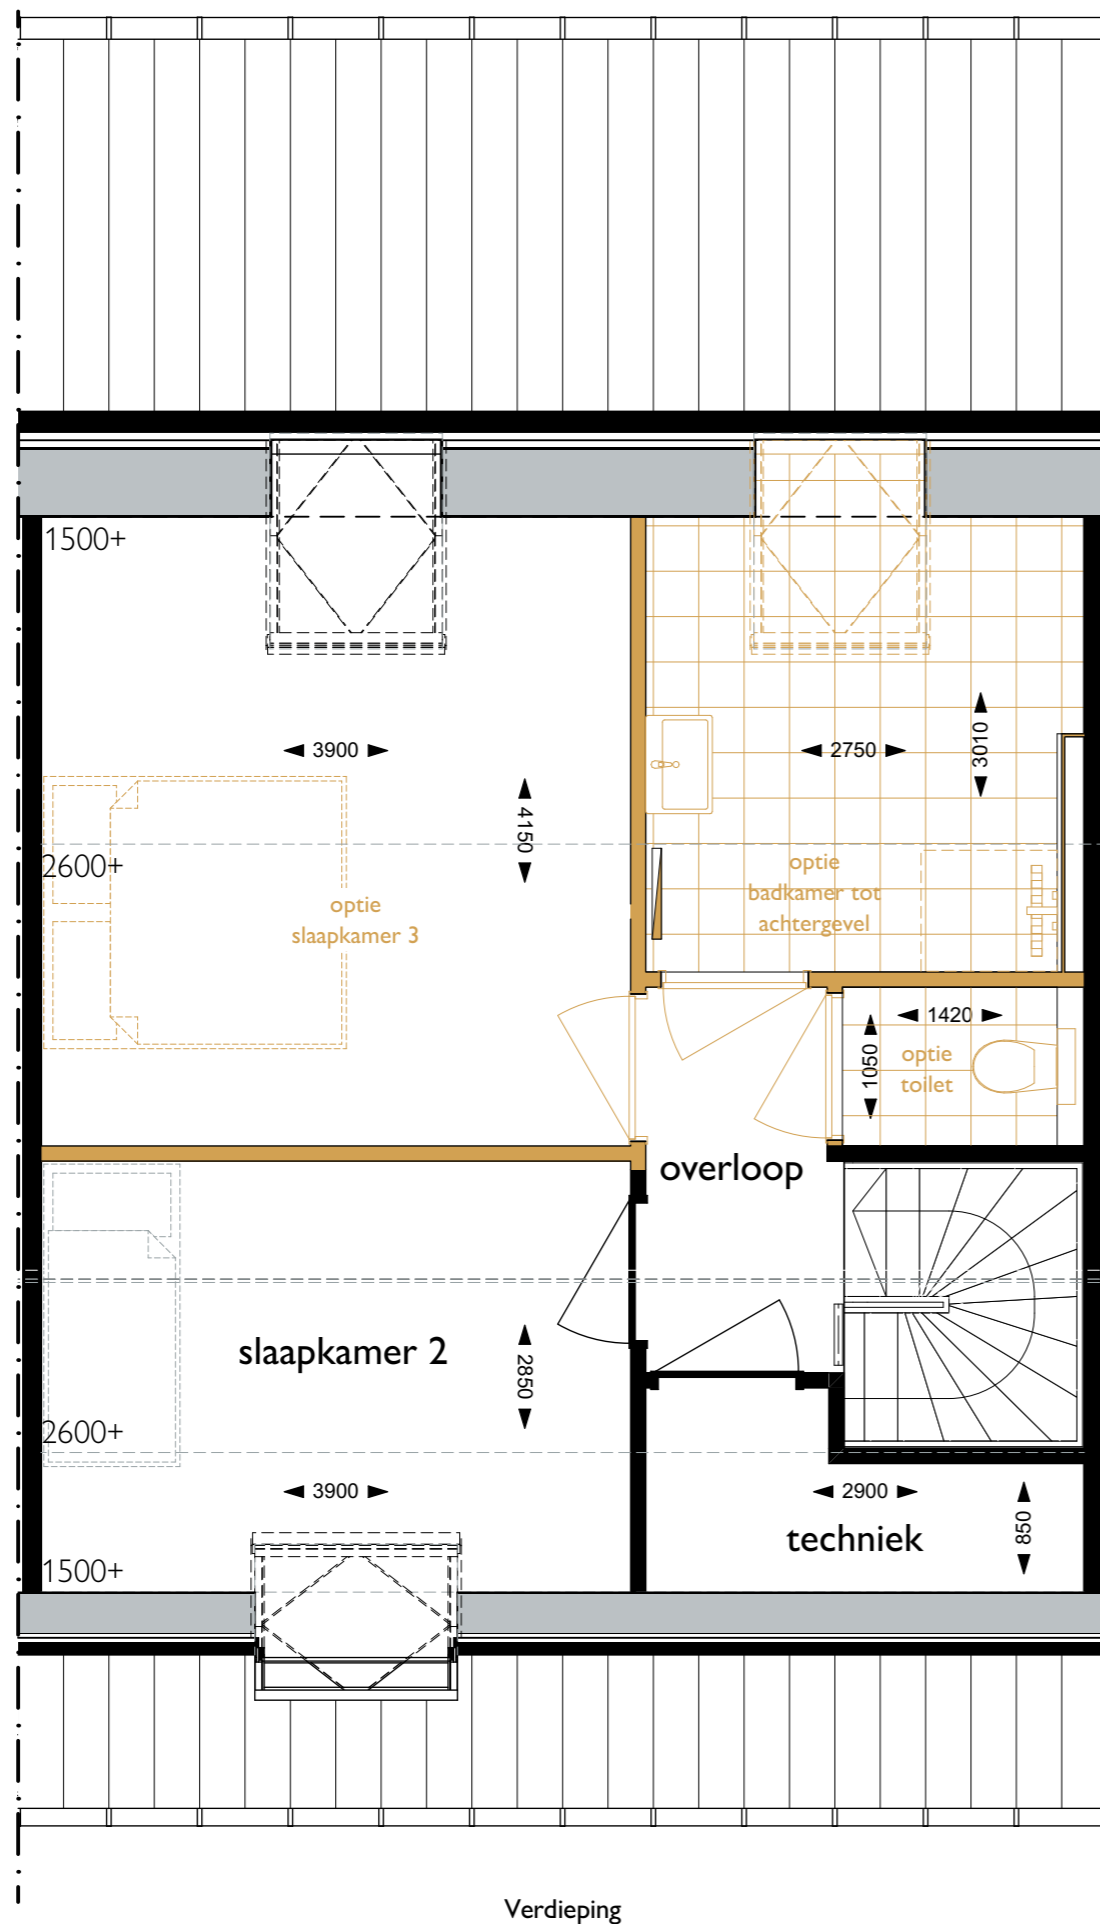 1500+
3900
2750
3010
4150
2600+
optie
slaapkamer 3
optie
badkamer tot
achtergevel
1420
1050
optie
toilet
overloop
slaapkamer 2
2850
2600+
3900
2900
850
techniek
1500+
Verdieping